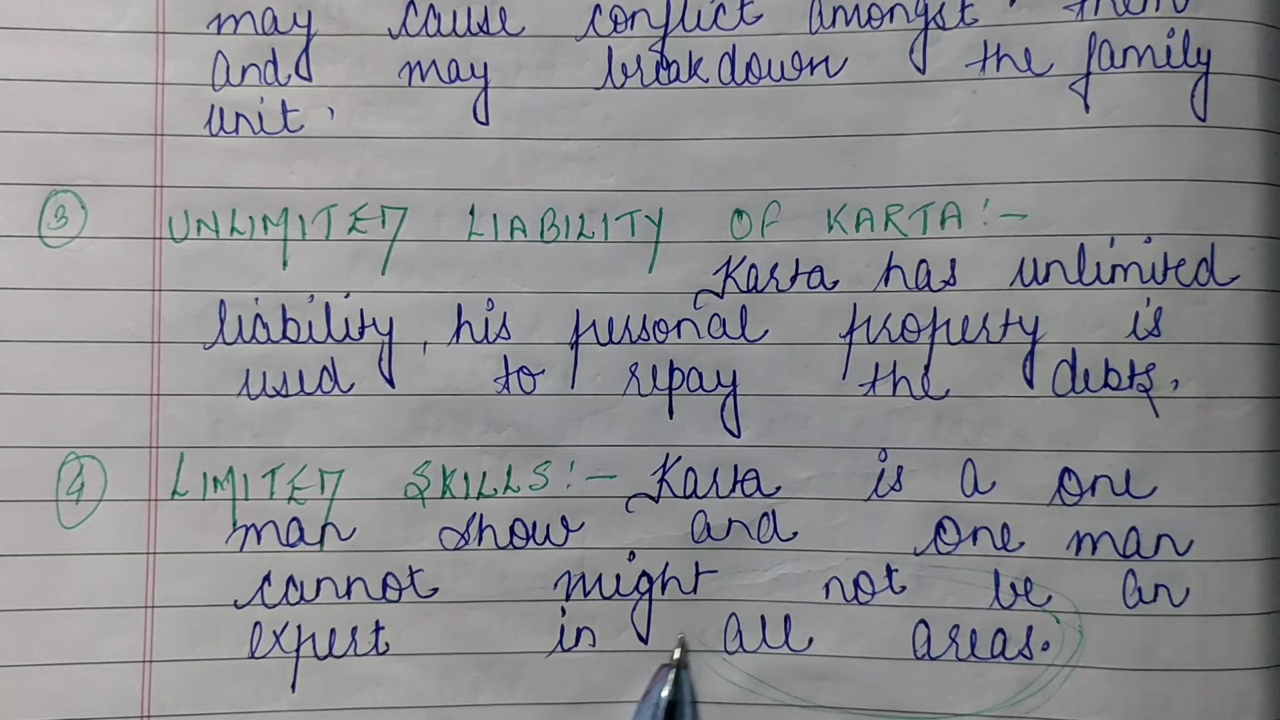 may cause conflict amongst them
and may breakdown the family
unit.
③ UNLIMITED LIABILITY OF KARTA:-
Karta has unlimited
liability, his personal property is
used to repay the debts.
④ LIMITED SKILLS:- Karta is a one
man show and one man
cannot might not be an
expert in all areas.